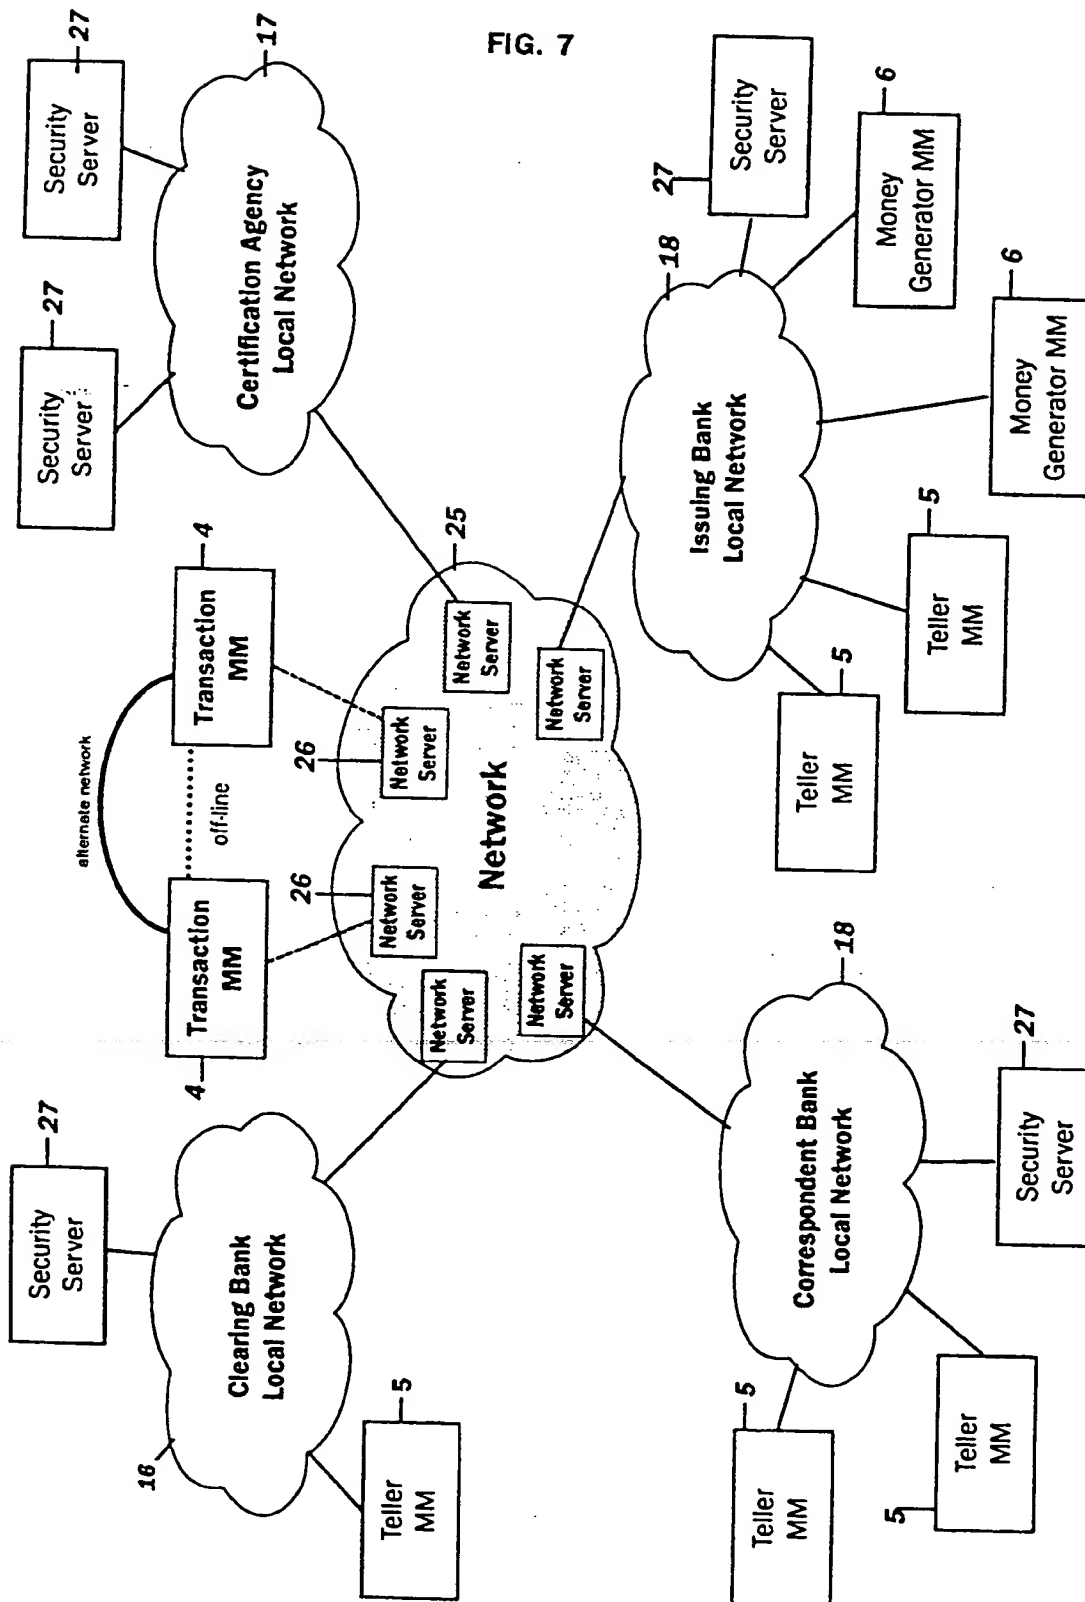 FIG. 7
27
Security
Server
17
Certification Agency
Local Network
27
Security
Server
alternate network
off-line
4
Transaction
MM
4
Transaction
MM
27
Security
Server
16
Clearing Bank
Local Network
5
Teller
MM
25
Network
Network
Server
Network
Server
26
Network
Server
26
Network
Server
Network
Server
Network
Server
27
Security
Server
18
Issuing Bank
Local Network
6
Money
Generator MM
6
Money
Generator MM
5
Teller
MM
5
Teller
MM
18
Correspondent Bank
Local Network
27
Security
Server
5
Teller
MM
5
Teller
MM